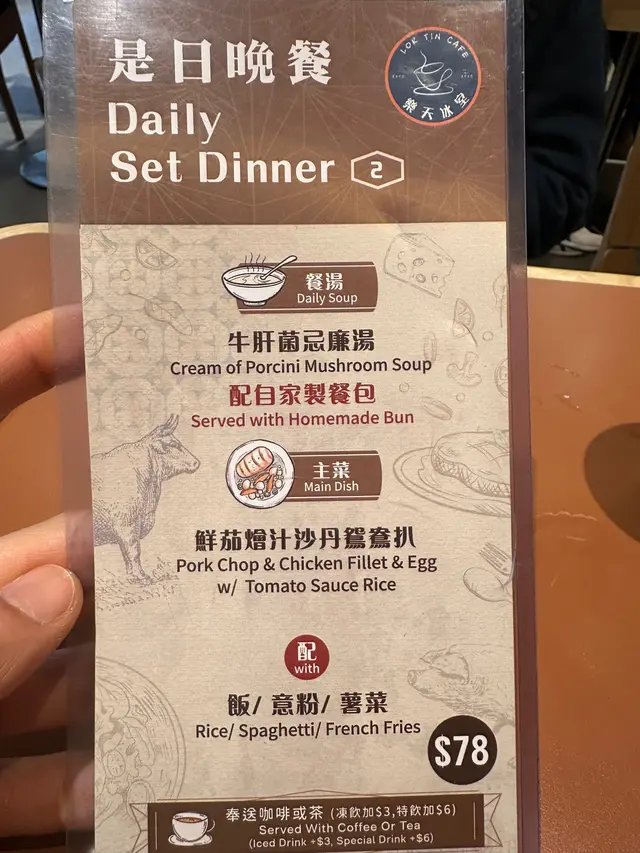 是日晚餐
Daily
Set Dinner 2
LOK TIN CAFE
樂天冰室
餐湯
Daily Soup
牛肝菌忌廉湯
Cream of Porcini Mushroom Soup
配自家製餐包
Served with Homemade Bun
主菜
Main Dish
鮮茄燴汁沙丹鴛鴦扒
Pork Chop & Chicken Fillet & Egg
w/ Tomato Sauce Rice
配
with
飯/ 意粉/ 薯菜
Rice/ Spaghetti/ French Fries
$78
奉送咖啡或茶 (凍飲加$3,特飲加$6)
Served With Coffee Or Tea
(Iced Drink +$3, Special Drink +$6)